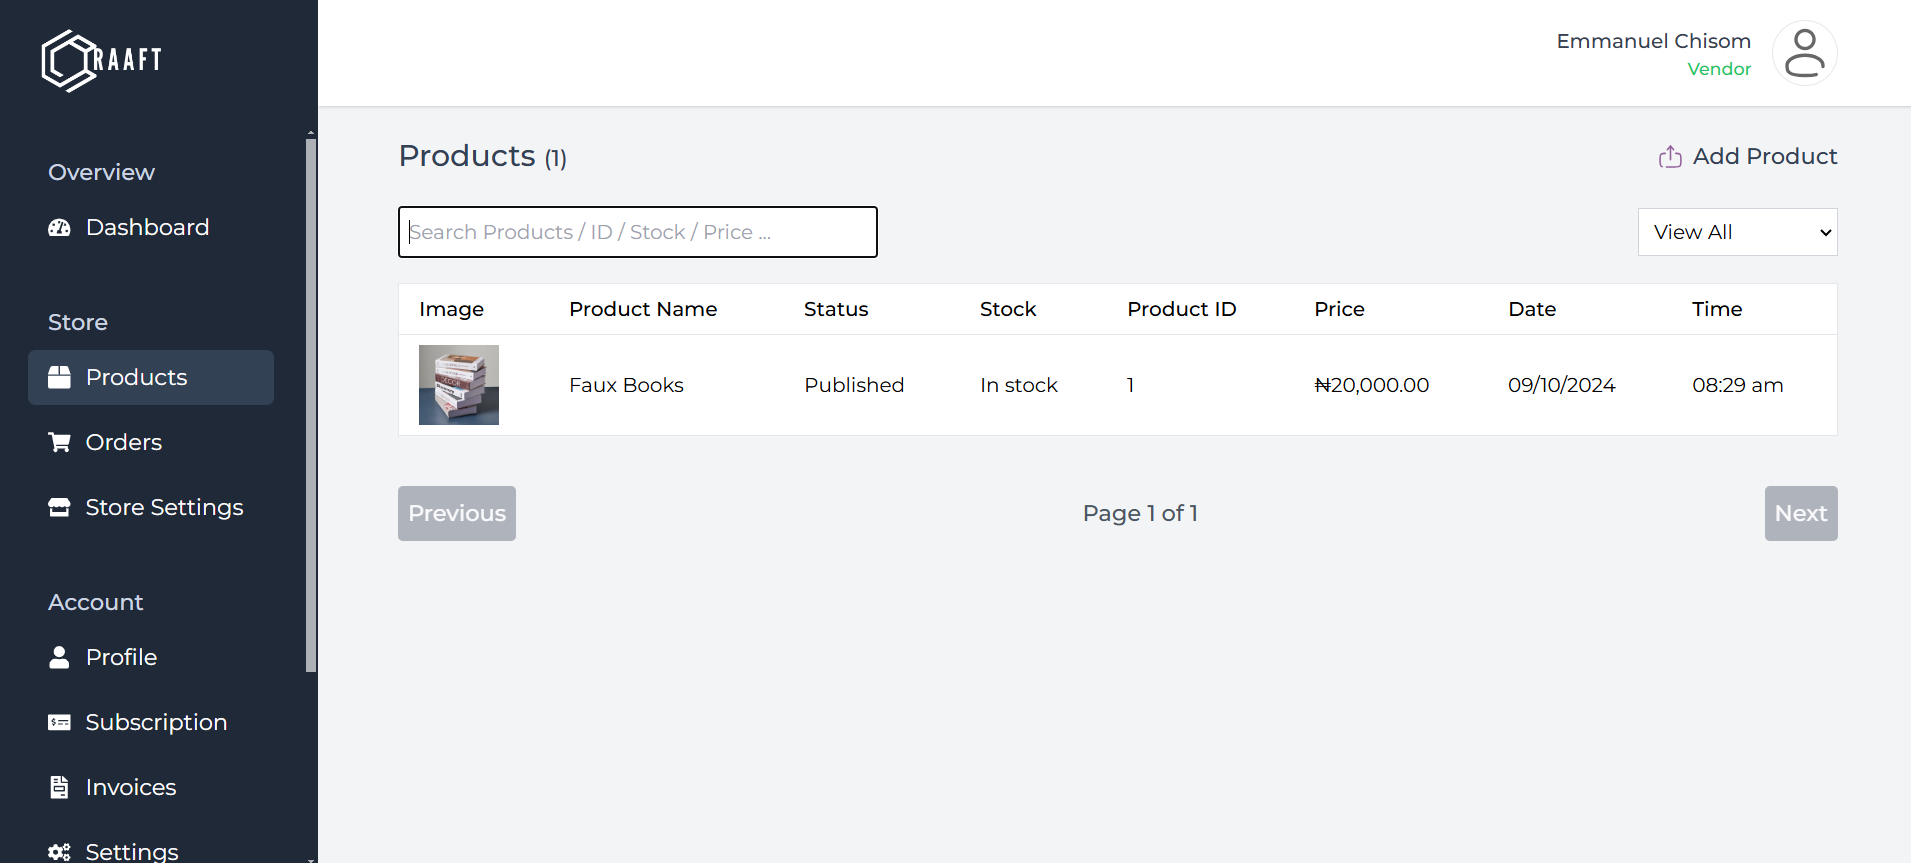 RAAFT
Emmanuel Chisom
Vendor
Overview
Dashboard
Store
Products
Orders
Store Settings
Account
Profile
Subscription
Invoices
Settings
Products (1)
Add Product
Search Products / ID / Stock / Price ...
View All
Image Product Name Status Stock Product ID Price Date Time
Faux Books Published In stock 1 ₦20,000.00 09/10/2024 08:29 am
Previous
Page 1 of 1
Next